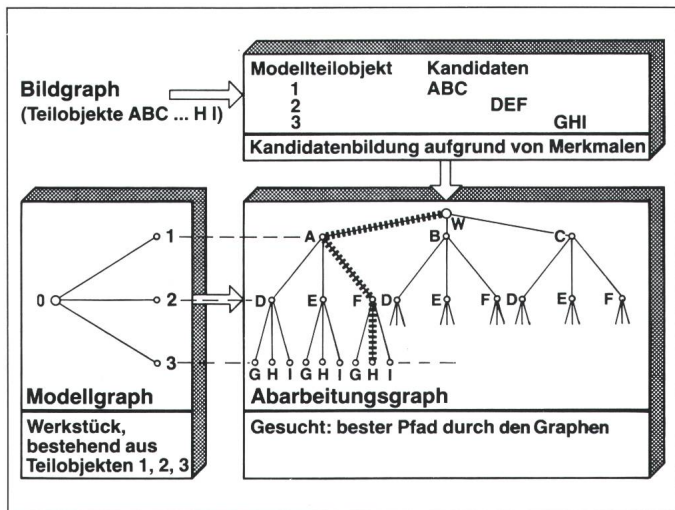 Bildgraph
(Teilobjekte ABC ... H I)
Modellteilobjekt Kandidaten
1 ABC
2 DEF
3 GHI
Kandidatenbildung aufgrund von Merkmalen
0
1
2
3
Modellgraph
Werkstück,
bestehend aus
Teilobjekten 1, 2, 3
W
A B C
D E F D E F D E F
G H I G H I G H I
Abarbeitungsgraph
Gesucht: bester Pfad durch den Graphen